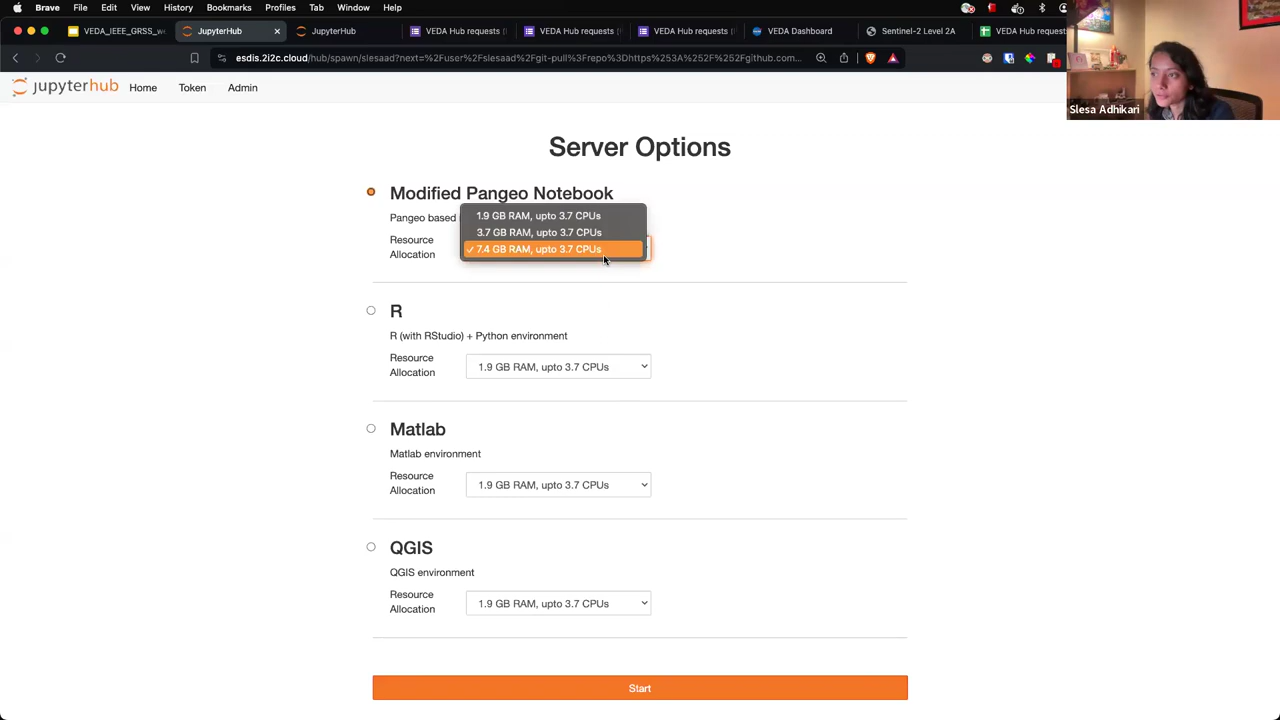 Brave File Edit View History Bookmarks Profiles Tab Window Help
VEDA_IEEE_GRSS_w
JupyterHub
JupyterHub
VEDA Hub requests (
VEDA Hub requests (
VEDA Hub requests (
VEDA Dashboard
Sentinel-2 Level 2A
VEDA Hub requests
esdis.2i2c.cloud/hub/spawn/slesaad?next=%2Fuser%2Fslesaad%2Fgit-pull%3Frepo%3Dhttps%253A%252F%252Fgithub.com...
jupyterhub Home Token Admin
Slesa Adhikari
Server Options
Modified Pangeo Notebook
Pangeo based
1.9 GB RAM, upto 3.7 CPUs
3.7 GB RAM, upto 3.7 CPUs
✓ 7.4 GB RAM, upto 3.7 CPUs
Resource
Allocation
R
R (with RStudio) + Python environment
Resource
Allocation
1.9 GB RAM, upto 3.7 CPUs
Matlab
Matlab environment
Resource
Allocation
1.9 GB RAM, upto 3.7 CPUs
QGIS
QGIS environment
Resource
Allocation
1.9 GB RAM, upto 3.7 CPUs
Start